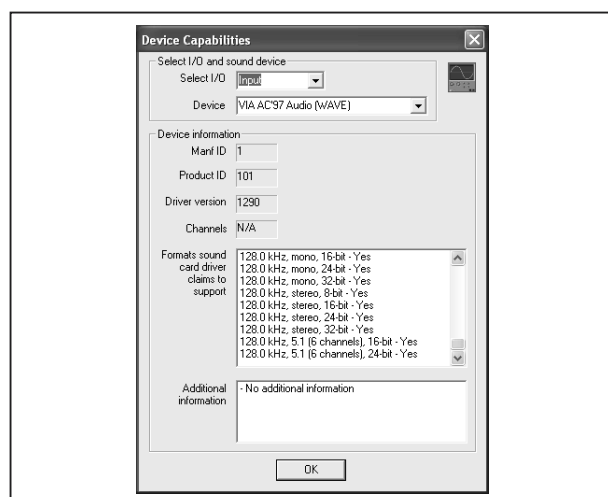 Device Capabilities
Select I/O and sound device
Select I/O Input
Device VIA AC'97 Audio (WAVE)
Device information
Manf ID 1
Product ID 101
Driver version 1290
Channels N/A
Formats sound
card driver
claims to
support
128.0 kHz, mono, 16-bit - Yes
128.0 kHz, mono, 24-bit - Yes
128.0 kHz, mono, 32-bit - Yes
128.0 kHz, stereo, 8-bit - Yes
128.0 kHz, stereo, 16-bit - Yes
128.0 kHz, stereo, 24-bit - Yes
128.0 kHz, stereo, 32-bit - Yes
128.0 kHz, 5.1 (6 channels), 16-bit - Yes
128.0 kHz, 5.1 (6 channels), 24-bit - Yes
Additional
information
- No additional information
OK